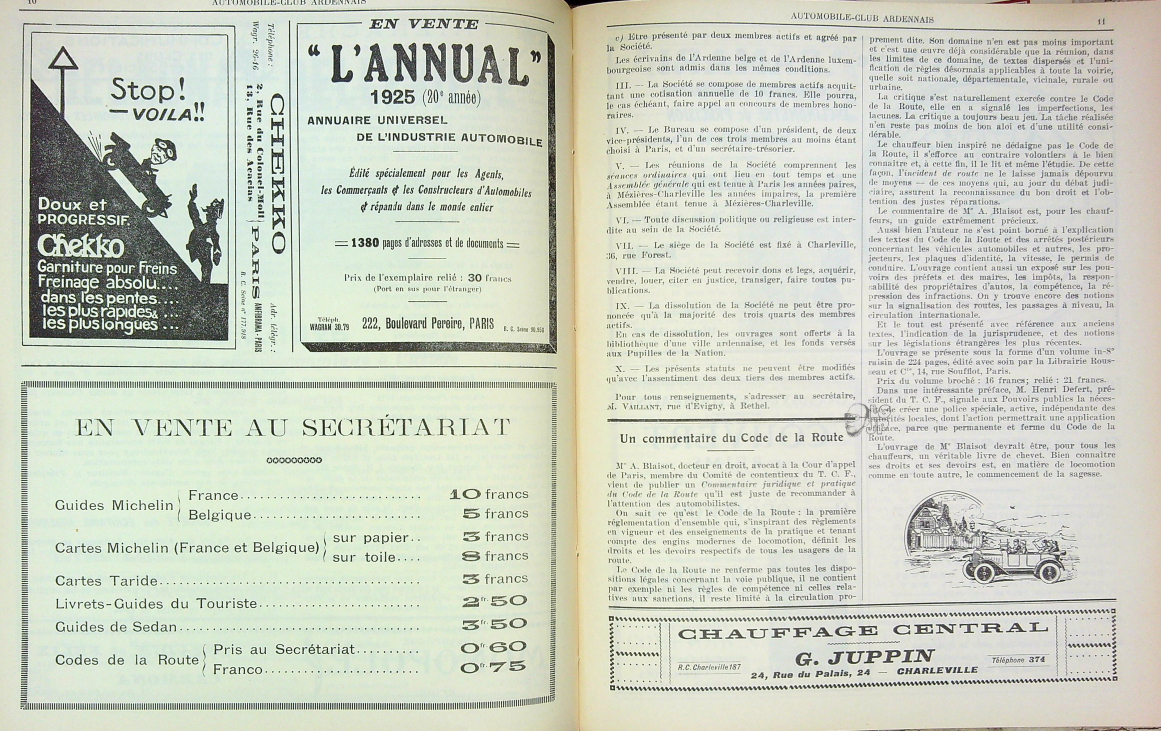 10
AUTOMOBILE-CLUB ARDENNAIS
Stop!
— VOILA!!
Doux et
PROGRESSIF.
Chekko
Garniture pour Freins
Freinage absolu....
dans les pentes...
les plus rapides &
les plus longues...
Téléphone :
Wagr. 26-16
CHEKKO
2, Rue du Colonel-Moll
13, Rue des Acacias
PARIS
Adr. télégr. :
ANFERRANA - PARIS
R. C. Seine nº 177.918
EN VENTE
"L'ANNUAL"
1925 (20e année)
ANNUAIRE UNIVERSEL
DE L'INDUSTRIE AUTOMOBILE
Édité spécialement pour les Agents,
les Commerçants & les Constructeurs d'Automobiles
& répandu dans le monde entier
1380 pages d'adresses et de documents
Prix de l'exemplaire relié : 30 francs
(Port en sus pour l'étranger)
Téléph.
WAGRAM 30.79
222, Boulevard Pereire, PARIS
R. C. Seine 96.950
EN VENTE AU SECRÉTARIAT
Guides Michelin
France.............. 10 francs
Belgique.............. 5 francs
Cartes Michelin (France et Belgique)
sur papier.. 3 francs
sur toile.... 8 francs
Cartes Taride.............. 3 francs
Livrets-Guides du Touriste.............. 2fr.50
Guides de Sedan.............. 3fr.50
Codes de la Route
Pris au Secrétariat.......... 0fr.60
Franco.............. 0fr.75
AUTOMOBILE-CLUB ARDENNAIS
11
c) Etre présenté par deux membres actifs et agréé par
la Société.
Les écrivains de l'Ardenne belge et de l'Ardenne luxem-
bourgeoise sont admis dans les mêmes conditions.
III. — La Société se compose de membres actifs acquit-
tant une cotisation annuelle de 10 francs. Elle pourra,
le cas échéant, faire appel au concours de membres hono-
raires.
IV. — Le Bureau se compose d'un président, de deux
vice-présidents, l'un de ces trois membres au moins étant
choisi à Paris, et d'un secrétaire-trésorier.
V. — Les réunions de la Société comprennent les
séances ordinaires qui ont lieu en tout temps et une
Assemblée générale qui est tenue à Paris les années paires,
à Mézières-Charleville les années impaires, la première
Assemblée étant tenue à Mézières-Charleville.
VI. — Toute discussion politique ou religieuse est inter-
dite au sein de la Société.
VII. — Le siège de la Société est fixé à Charleville,
36, rue Forest.
VIII. — La Société peut recevoir dons et legs, acquérir,
vendre, louer, citer en justice, transiger, faire toutes pu-
blications.
IX. — La dissolution de la Société ne peut être pro-
noncée qu'à la majorité des trois quarts des membres
actifs.
En cas de dissolution, les ouvrages sont offerts à la
bibliothèque d'une ville ardennaise, et les fonds versés
aux Pupilles de la Nation.
X. — Les présents statuts ne peuvent être modifiés
qu'avec l'assentiment des deux tiers des membres actifs.
Pour tous renseignements, s'adresser au secrétaire,
M. VAILLANT, rue d'Evigny, à Rethel.
Un commentaire du Code de la Route
Me A. Blaisot, docteur en droit, avocat à la Cour d'appel
de Paris, membre du Comité de contentieux du T. C. F.,
vient de publier un Commentaire juridique et pratique
du Code de la Route qu'il est juste de recommander à
l'attention des automobilistes.
On sait ce qu'est le Code de la Route : la première
réglementation d'ensemble qui, s'inspirant des règlements
en vigueur et des enseignements de la pratique et tenant
compte des engins modernes de locomotion, définit les
droits et les devoirs respectifs de tous les usagers de la
route.
Le Code de la Route ne renferme pas toutes les dispo-
sitions légales concernant la voie publique, il ne contient
par exemple ni les règles de compétence ni celles rela-
tives aux sanctions, il reste limité à la circulation pro-
prement dite. Son domaine n'en est pas moins important
et c'est une œuvre déjà considérable que la réunion, dans
les limites de ce domaine, de textes dispersés et l'uni-
fication de règles désormais applicables à toute la voirie,
quelle soit nationale, départementale, vicinale, rurale ou
urbaine.
La critique s'est naturellement exercée contre le Code
de la Route, elle en a signalé les imperfections, les
lacunes. La critique a toujours beau jeu. La tâche réalisée
n'en reste pas moins de bon aloi et d'une utilité consi-
dérable.
Le chauffeur bien inspiré ne dédaigne pas le Code de
la Route, il s'efforce au contraire volontiers à le bien
connaître et, à cette fin, il le lit et même l'étudie. De cette
façon, l'incident de route ne le laisse jamais dépourvu
de moyens — de ces moyens qui, au jour du débat judi-
ciaire, assurent la reconnaissance du bon droit et l'ob-
tention des justes réparations.
Le commentaire de Me A. Blaisot est, pour les chauf-
feurs, un guide extrêmement précieux.
Aussi bien l'auteur ne s'est point borné à l'explication
des textes du Code de la Route et des arrêtés postérieurs
concernant les véhicules automobiles et autres, les pro-
jecteurs, les plaques d'identité, la vitesse, le permis de
conduire. L'ouvrage contient aussi un exposé sur les pou-
voirs des préfets et des maires, les impôts, la respon-
sabilité des propriétaires d'autos, la compétence, la ré-
pression des infractions. On y trouve encore des notions
sur la signalisation des routes, les passages à niveau, la
circulation internationale.
Et le tout est présenté avec référence aux anciens
textes, l'indication de la jurisprudence, et des notions
sur les législations étrangères les plus récentes.
L'ouvrage se présente sous la forme d'un volume in-8º
raisin de 224 pages, édité avec soin par la Librairie Rous-
seau et Cie, 14, rue Soufflot, Paris.
Prix du volume broché : 16 francs; relié : 21 francs.
Dans une intéressante préface, M. Henri Defert, pré-
sident du T. C. F., signale aux Pouvoirs publics la néces-
de créer une police spéciale, active, indépendante des
locales, dont l'action permettrait une application
parce que permanente et ferme du Code de la
Route.
L'ouvrage de Me Blaisot devrait être, pour tous les
chauffeurs, un véritable livre de chevet. Bien connaître
ses droits et ses devoirs est, en matière de locomotion
comme en toute autre, le commencement de la sagesse.
CHAUFFAGE CENTRAL
G. JUPPIN
R.C. Charleville 187
Téléphone 374
24, Rue du Palais, 24 — CHARLEVILLE